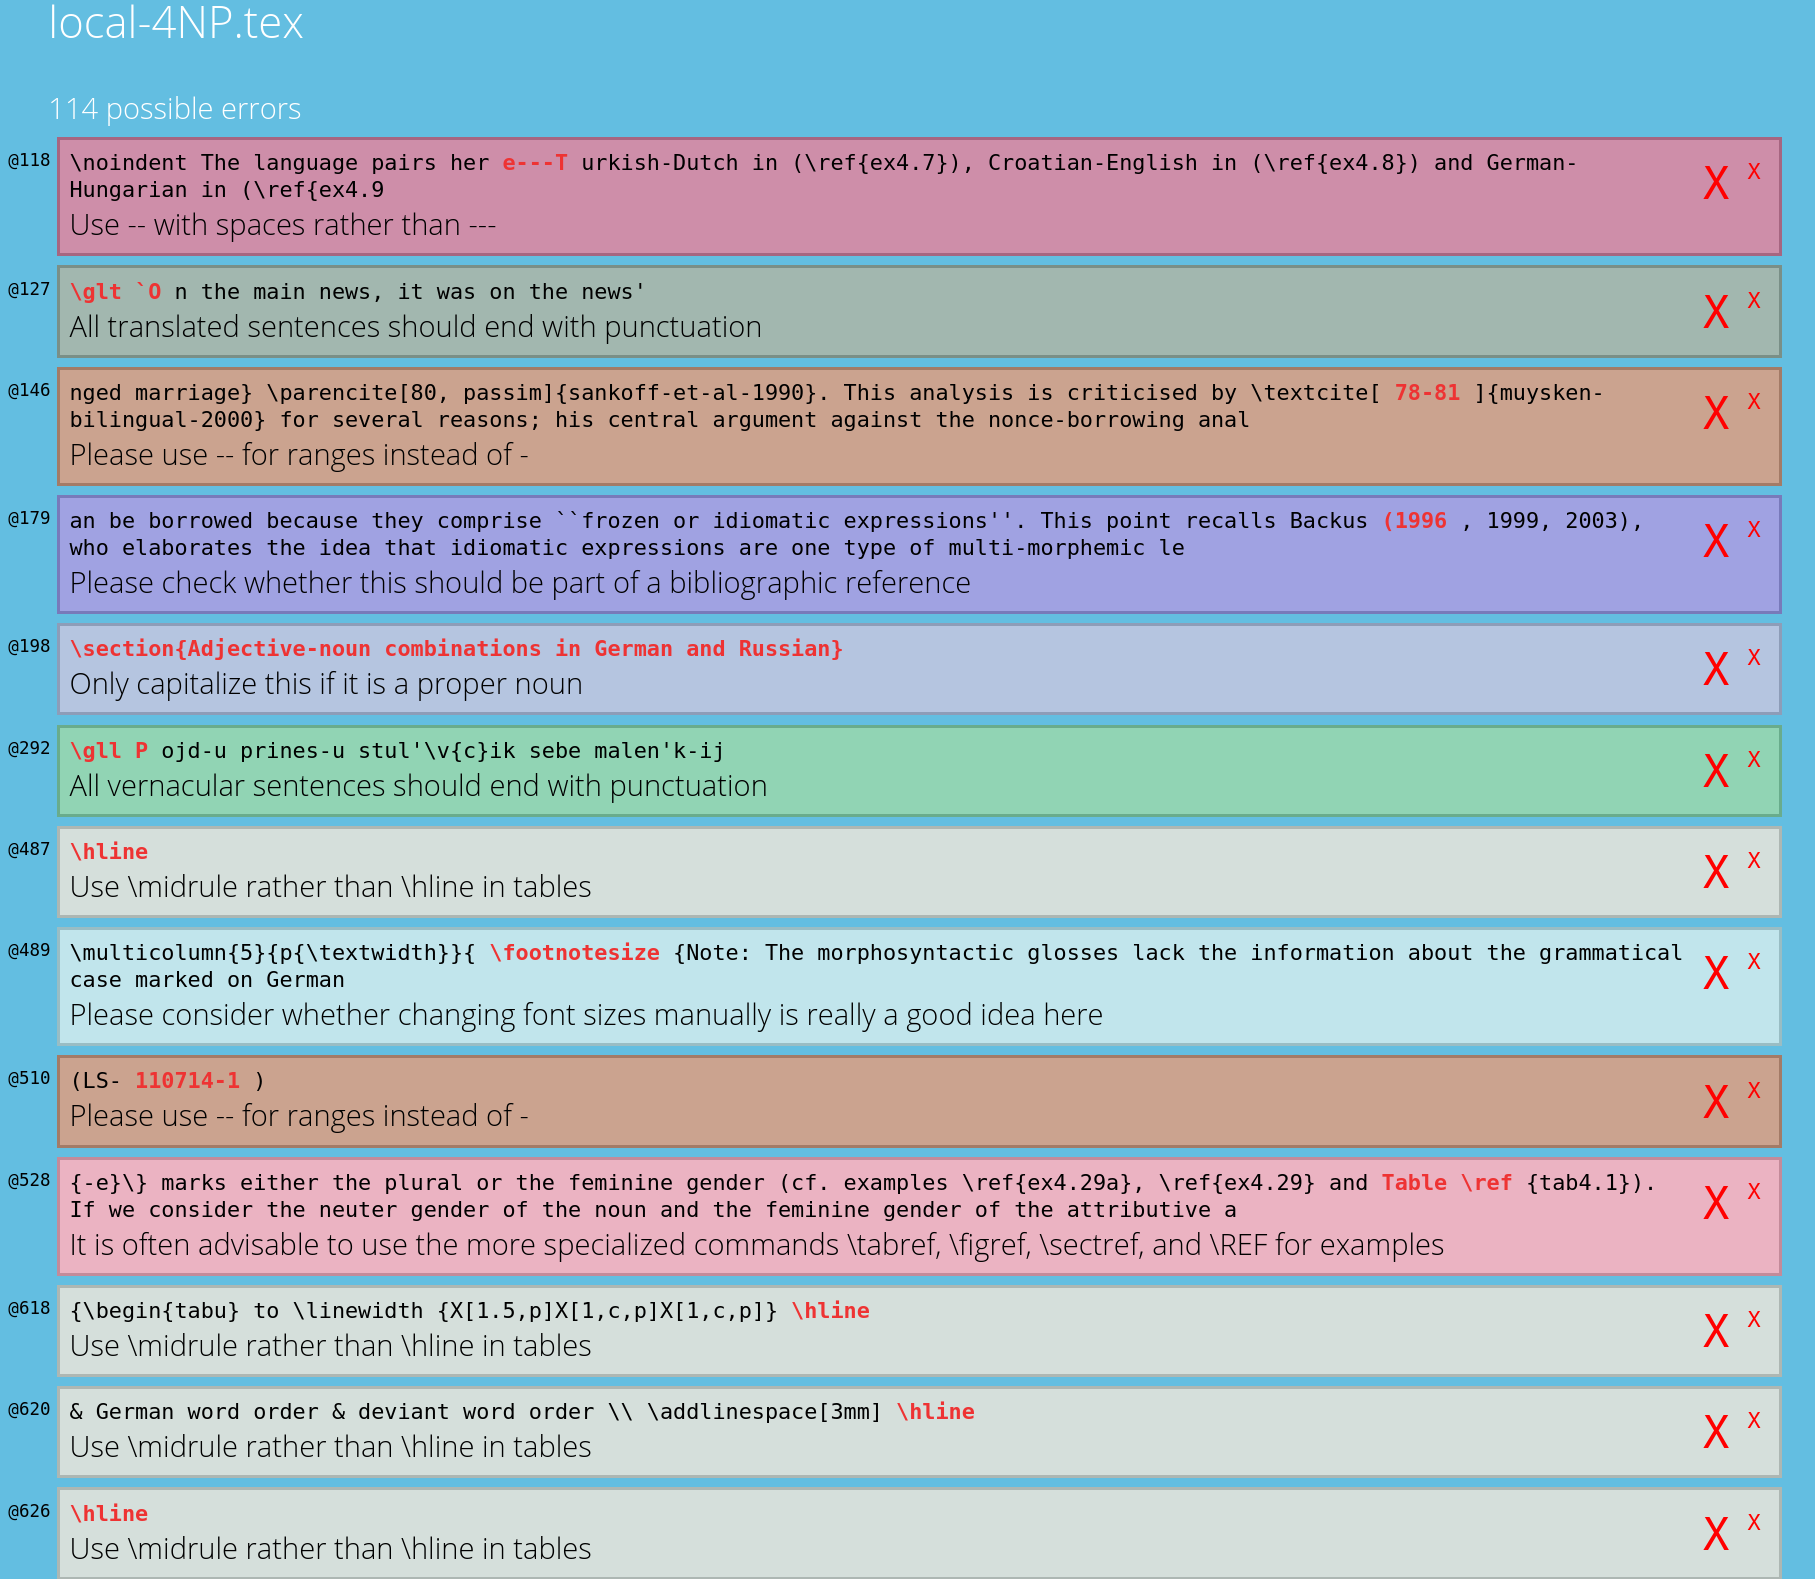 local-4NP.tex
114 possible errors
@118 \noindent The language pairs her e---T urkish-Dutch in (\ref{ex4.7}), Croatian-English in (\ref{ex4.8}) and German- X X
Hungarian in (\ref{ex4.9
Use -- with spaces rather than ---
@127 \glt `O n the main news, it was on the news' X X
All translated sentences should end with punctuation
@146 nged marriage} \parencite[80, passim]{sankoff-et-al-1990}. This analysis is criticised by \textcite[ 78-81 ]{muysken- X X
bilingual-2000} for several reasons; his central argument against the nonce-borrowing anal
Please use -- for ranges instead of -
@179 an be borrowed because they comprise ``frozen or idiomatic expressions''. This point recalls Backus (1996 , 1999, 2003), X X
who elaborates the idea that idiomatic expressions are one type of multi-morphemic le
Please check whether this should be part of a bibliographic reference
@198 \section{Adjective-noun combinations in German and Russian} X X
Only capitalize this if it is a proper noun
@292 \gll P ojd-u prines-u stul'\v{c}ik sebe malen'k-ij X X
All vernacular sentences should end with punctuation
@487 \hline X X
Use \midrule rather than \hline in tables
@489 \multicolumn{5}{p{\textwidth}}{ \footnotesize {Note: The morphosyntactic glosses lack the information about the grammatical X X
case marked on German
Please consider whether changing font sizes manually is really a good idea here
@510 (LS- 110714-1 ) X X
Please use -- for ranges instead of -
@528 {-e}\} marks either the plural or the feminine gender (cf. examples \ref{ex4.29a}, \ref{ex4.29} and Table \ref {tab4.1}). X X
If we consider the neuter gender of the noun and the feminine gender of the attributive a
It is often advisable to use the more specialized commands \tabref, \figref, \sectref, and \REF for examples
@618 {\begin{tabu} to \linewidth {X[1.5,p]X[1,c,p]X[1,c,p]} \hline X X
Use \midrule rather than \hline in tables
@620 & German word order & deviant word order \\ \addlinespace[3mm] \hline X X
Use \midrule rather than \hline in tables
@626 \hline X X
Use \midrule rather than \hline in tables